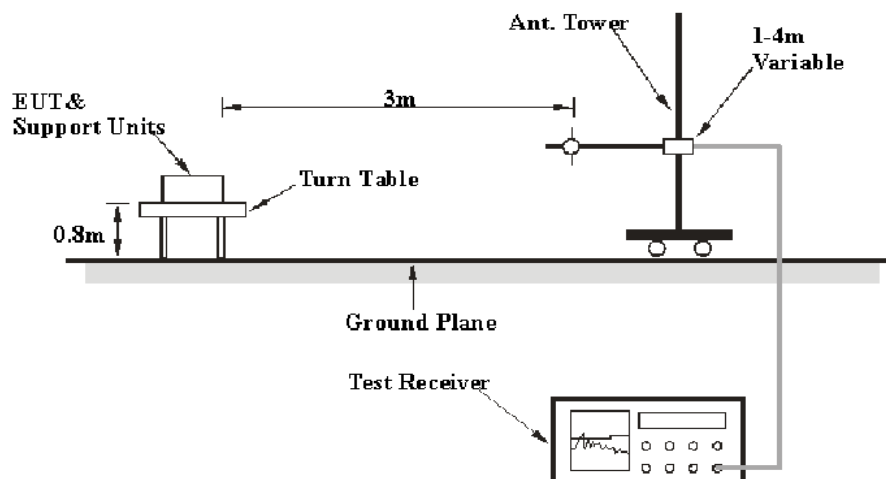 Ant. Tower
1-4m
Variable
3m
EUT&
Support Units
Turn Table
0.8m
Ground Plane
Test Receiver